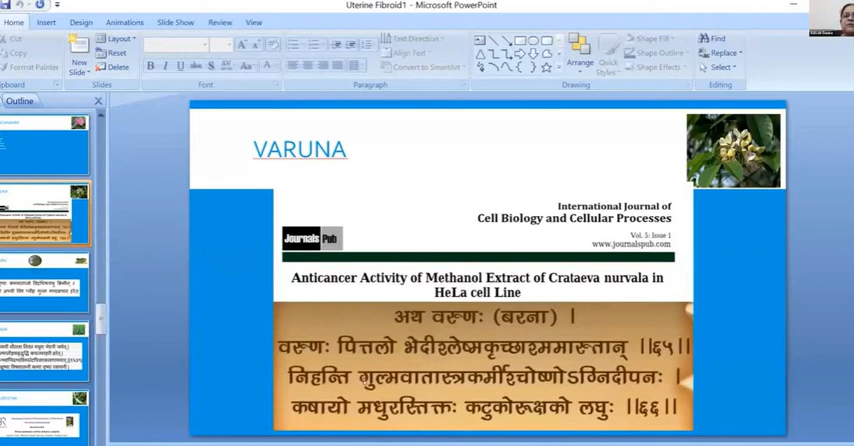 Uterine Fibroid1 - Microsoft PowerPoint
Home Insert Design Animations Slide Show Review View
Cut
Copy
Format Painter
New Slide
Layout
Reset
Delete
Text Direction
Align Text
Convert to SmartArt
Arrange
Quick Styles
Shape Fill
Shape Outline
Shape Effects
Find
Replace
Select
Font Paragraph Drawing Editing
Outline
VARUNA
International Journal of
Cell Biology and Cellular Processes
Journals Pub
Vol. 5: Issue 1
www.journalspub.com
Anticancer Activity of Methanol Extract of Crataeva nurvala in
HeLa cell Line
अथ वरूणः (बरना) ।
वरूणः पित्तलो भेदीश्लेष्मकृच्छाश्ममारूतान् ।।६५।।
निहन्ति गुल्मवातास्त्रकर्मीश्चोष्णोऽग्निदीपनः ।
कषायो मधुरस्तिक्तः कटुकोरूक्षको लघुः ।।६६।।